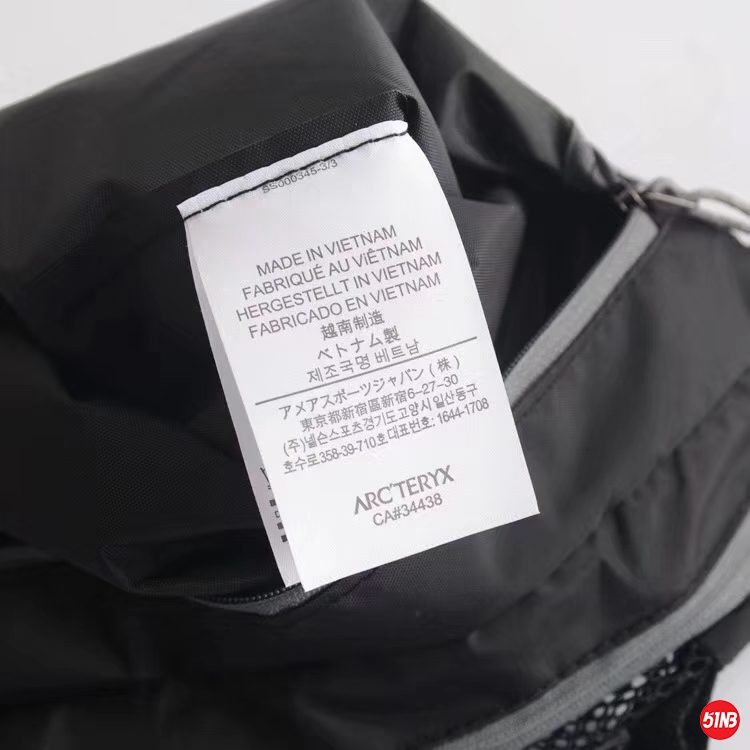 SS000345-3/3
MADE IN VIETNAM
FABRIQUÉ AU VIÊTNAM
HERGESTELLT IN VIETNAM
FABRICADO EN VIETNAM
越南制造
ベトナム製
제조국명 베트남
アメアスポーツジャパン(株)
東京都新宿區新宿6-27-30
(주)넬슨스포츠경기도고양시 일산동구
호수로358-39-710호 대표번호: 1644-1708
ARC'TERYX
CA#34438
51NB